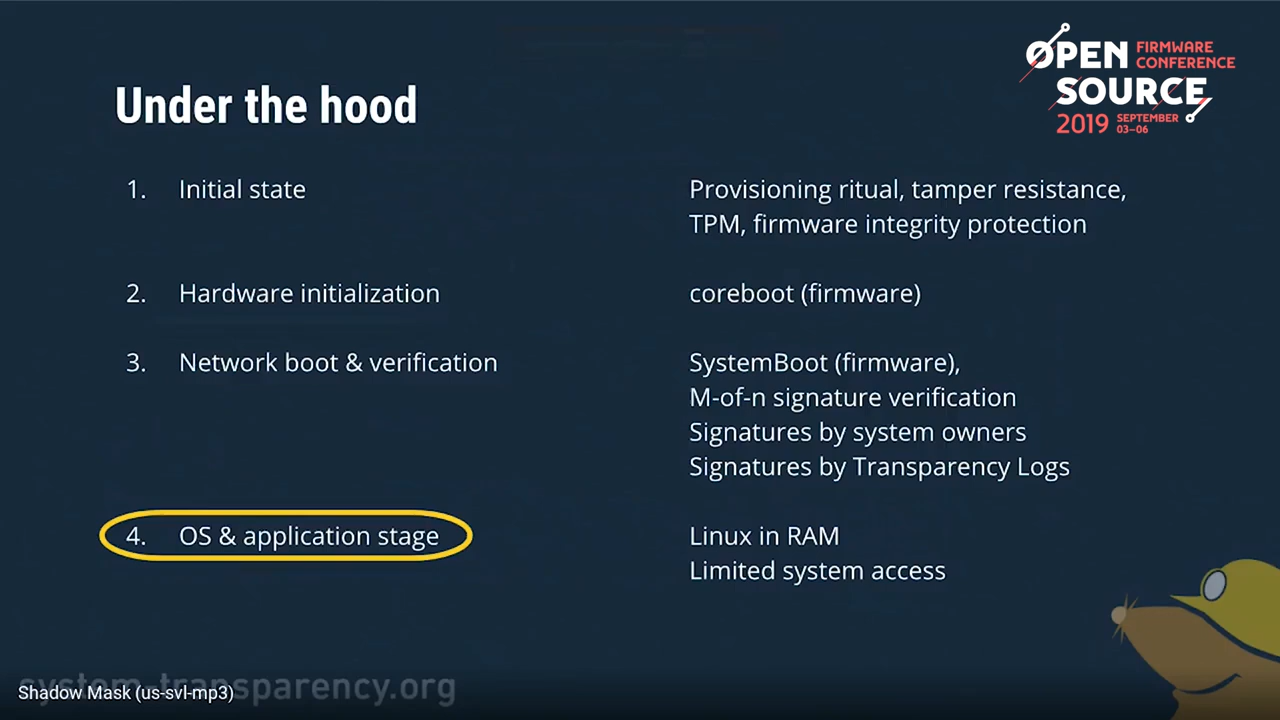 OPEN FIRMWARE
CONFERENCE
SOURCE
2019 SEPTEMBER
03–06
Under the hood
1. Initial state
Provisioning ritual, tamper resistance,
TPM, firmware integrity protection
2. Hardware initialization
coreboot (firmware)
3. Network boot & verification
SystemBoot (firmware),
M-of-n signature verification
Signatures by system owners
Signatures by Transparency Logs
4. OS & application stage
Linux in RAM
Limited system access
system-transparency.org
Shadow Mask (us-svl-mp3)